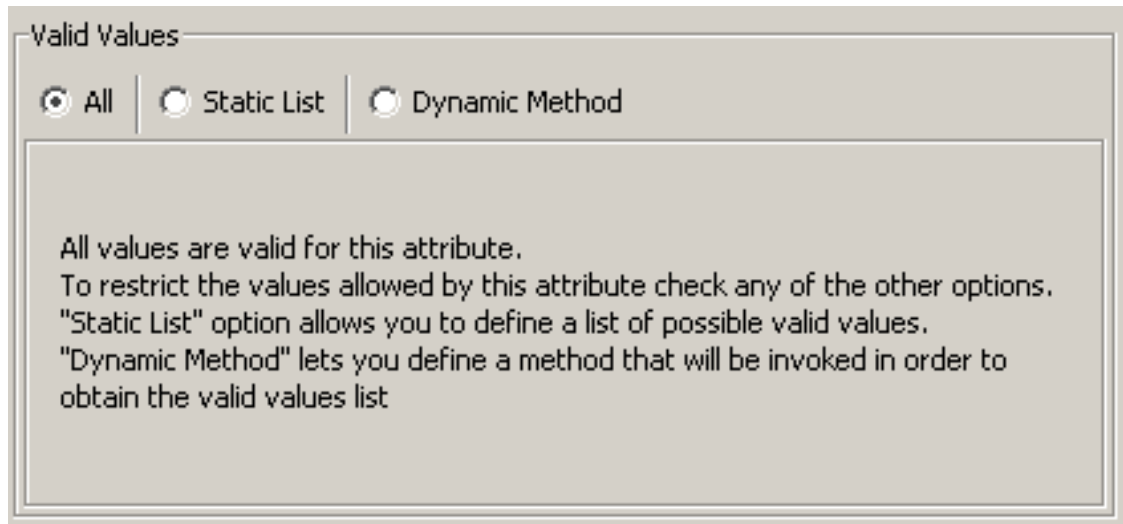 Valid Values
All Static List Dynamic Method
All values are valid for this attribute.
To restrict the values allowed by this attribute check any of the other options.
"Static List" option allows you to define a list of possible valid values.
"Dynamic Method" lets you define a method that will be invoked in order to
obtain the valid values list